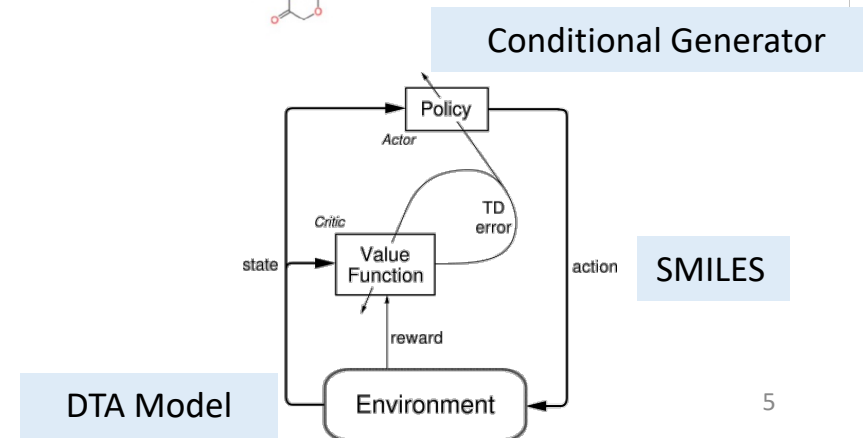 O
O
Conditional Generator
Policy
Actor
TD
error
Critic
Value
Function
state
action
SMILES
reward
DTA Model
Environment
5